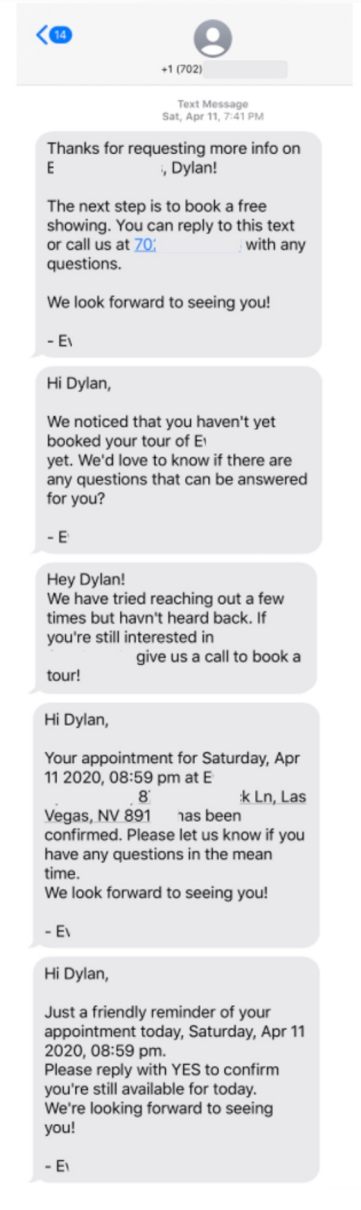 14
+1 (702)
Text Message
Sat, Apr 11, 7:41 PM
Thanks for requesting more info on
E , Dylan!
The next step is to book a free
showing. You can reply to this text
or call us at 702 with any
questions.
We look forward to seeing you!
- Ev
Hi Dylan,
We noticed that you haven't yet
booked your tour of Ev
yet. We'd love to know if there are
any questions that can be answered
for you?
- E
Hey Dylan!
We have tried reaching out a few
times but havn't heard back. If
you're still interested in
give us a call to book a
tour!
Hi Dylan,
Your appointment for Saturday, Apr
11 2020, 08:59 pm at E
, 8 k Ln, Las
Vegas, NV 891 has been
confirmed. Please let us know if you
have any questions in the mean
time.
We look forward to seeing you!
- Ev
Hi Dylan,
Just a friendly reminder of your
appointment today, Saturday, Apr 11
2020, 08:59 pm.
Please reply with YES to confirm
you're still available for today.
We're looking forward to seeing
you!
- Ev